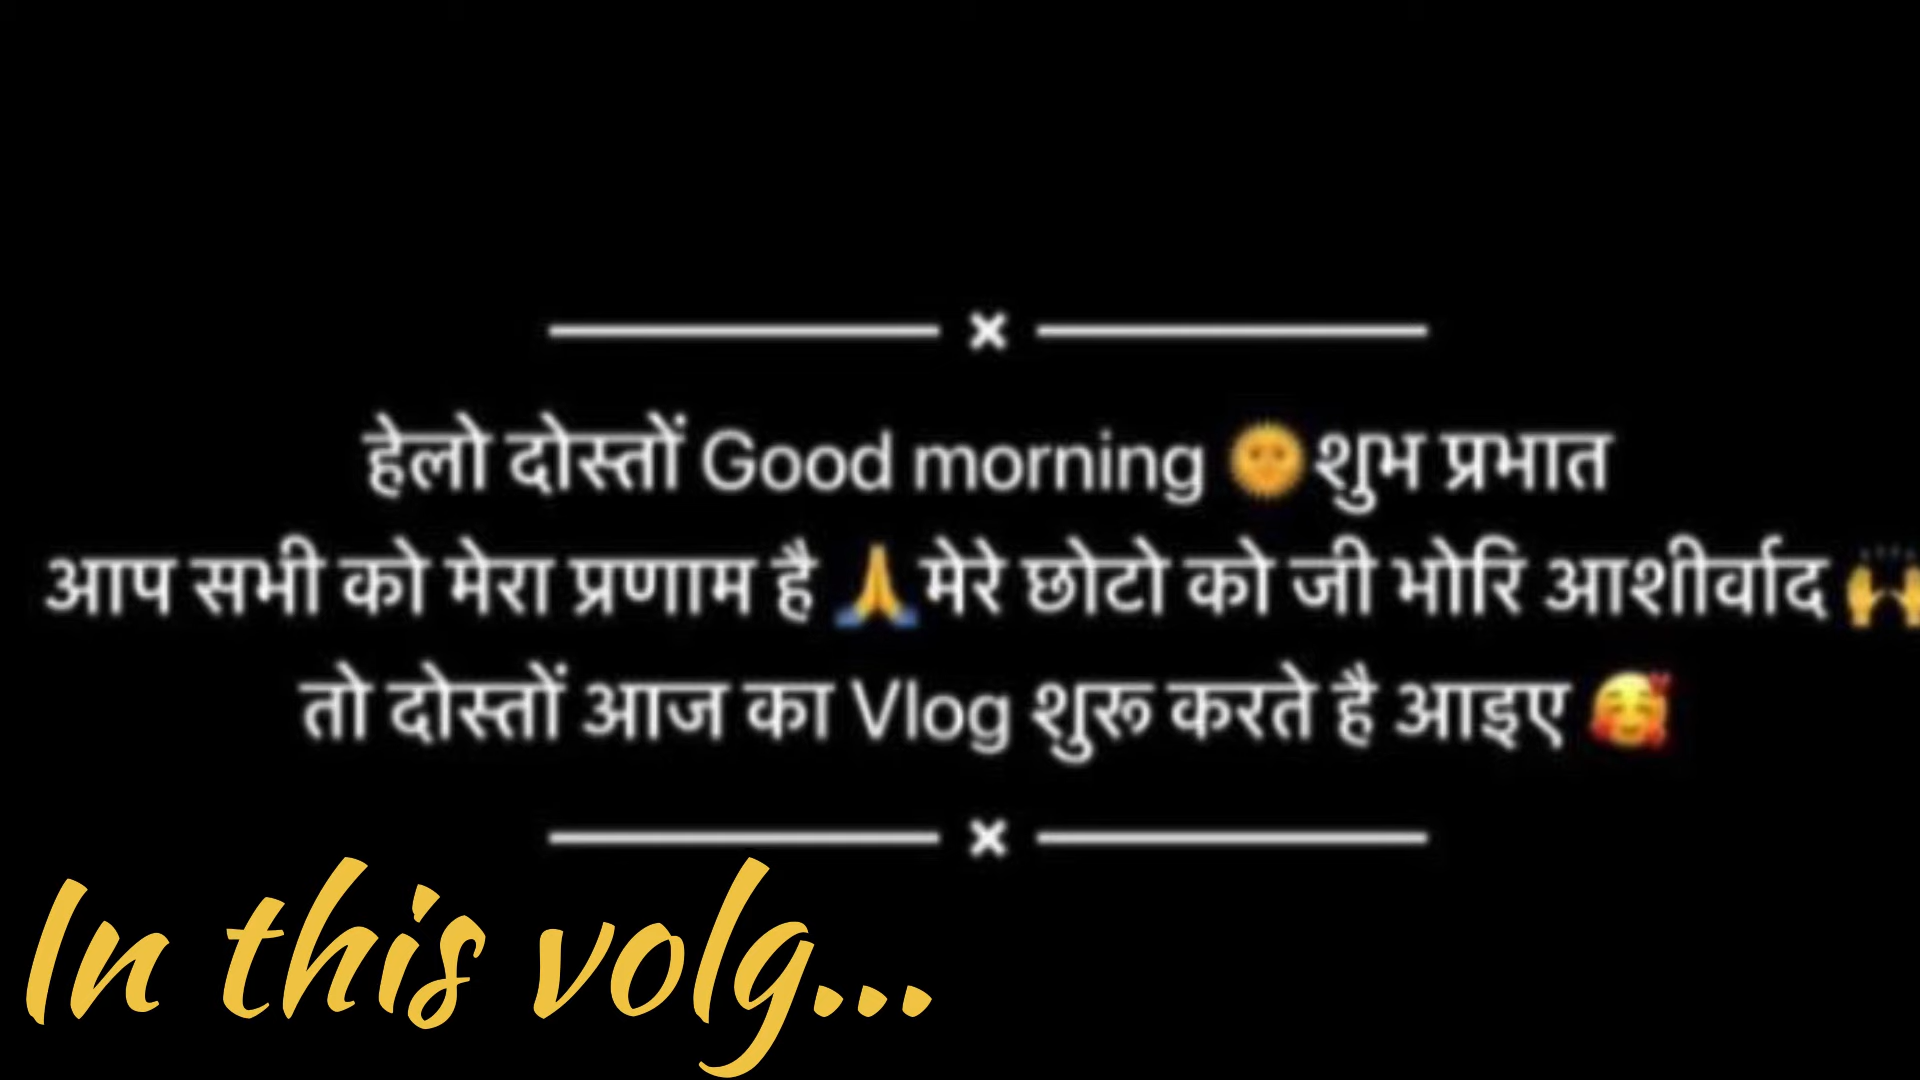 हेलो दोस्तों Good morning 🌞शुभ प्रभात
आप सभी को मेरा प्रणाम है 🙏मेरे छोटो को जी भोरि आशीर्वाद 🙌
तो दोस्तों आज का Vlog शुरू करते है आइए 🥰
In this volg...